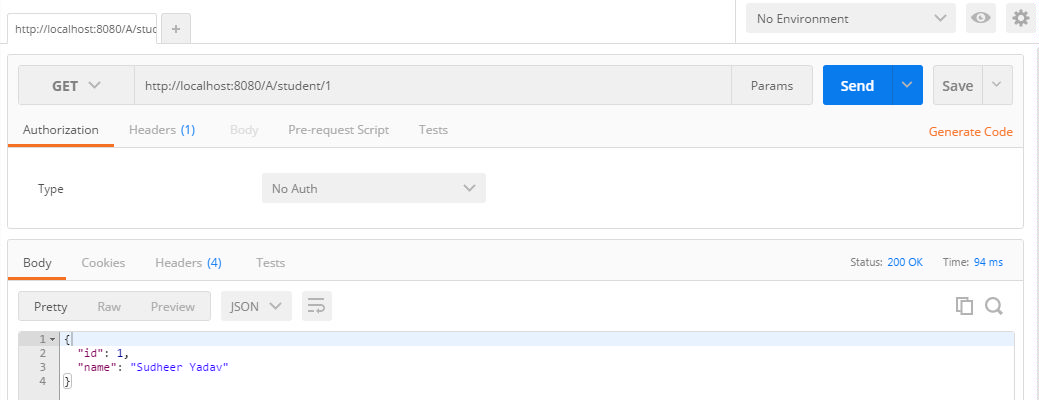 http://localhost:8080/A/stud +
No Environment
GET http://localhost:8080/A/student/1 Params Send Save
Authorization Headers (1) Body Pre-request Script Tests Generate Code
Type No Auth
Body Cookies Headers (4) Tests Status: 200 OK Time: 94 ms
Pretty Raw Preview JSON
1 {
2 "id": 1,
3 "name": "Sudheer Yadav"
4 }